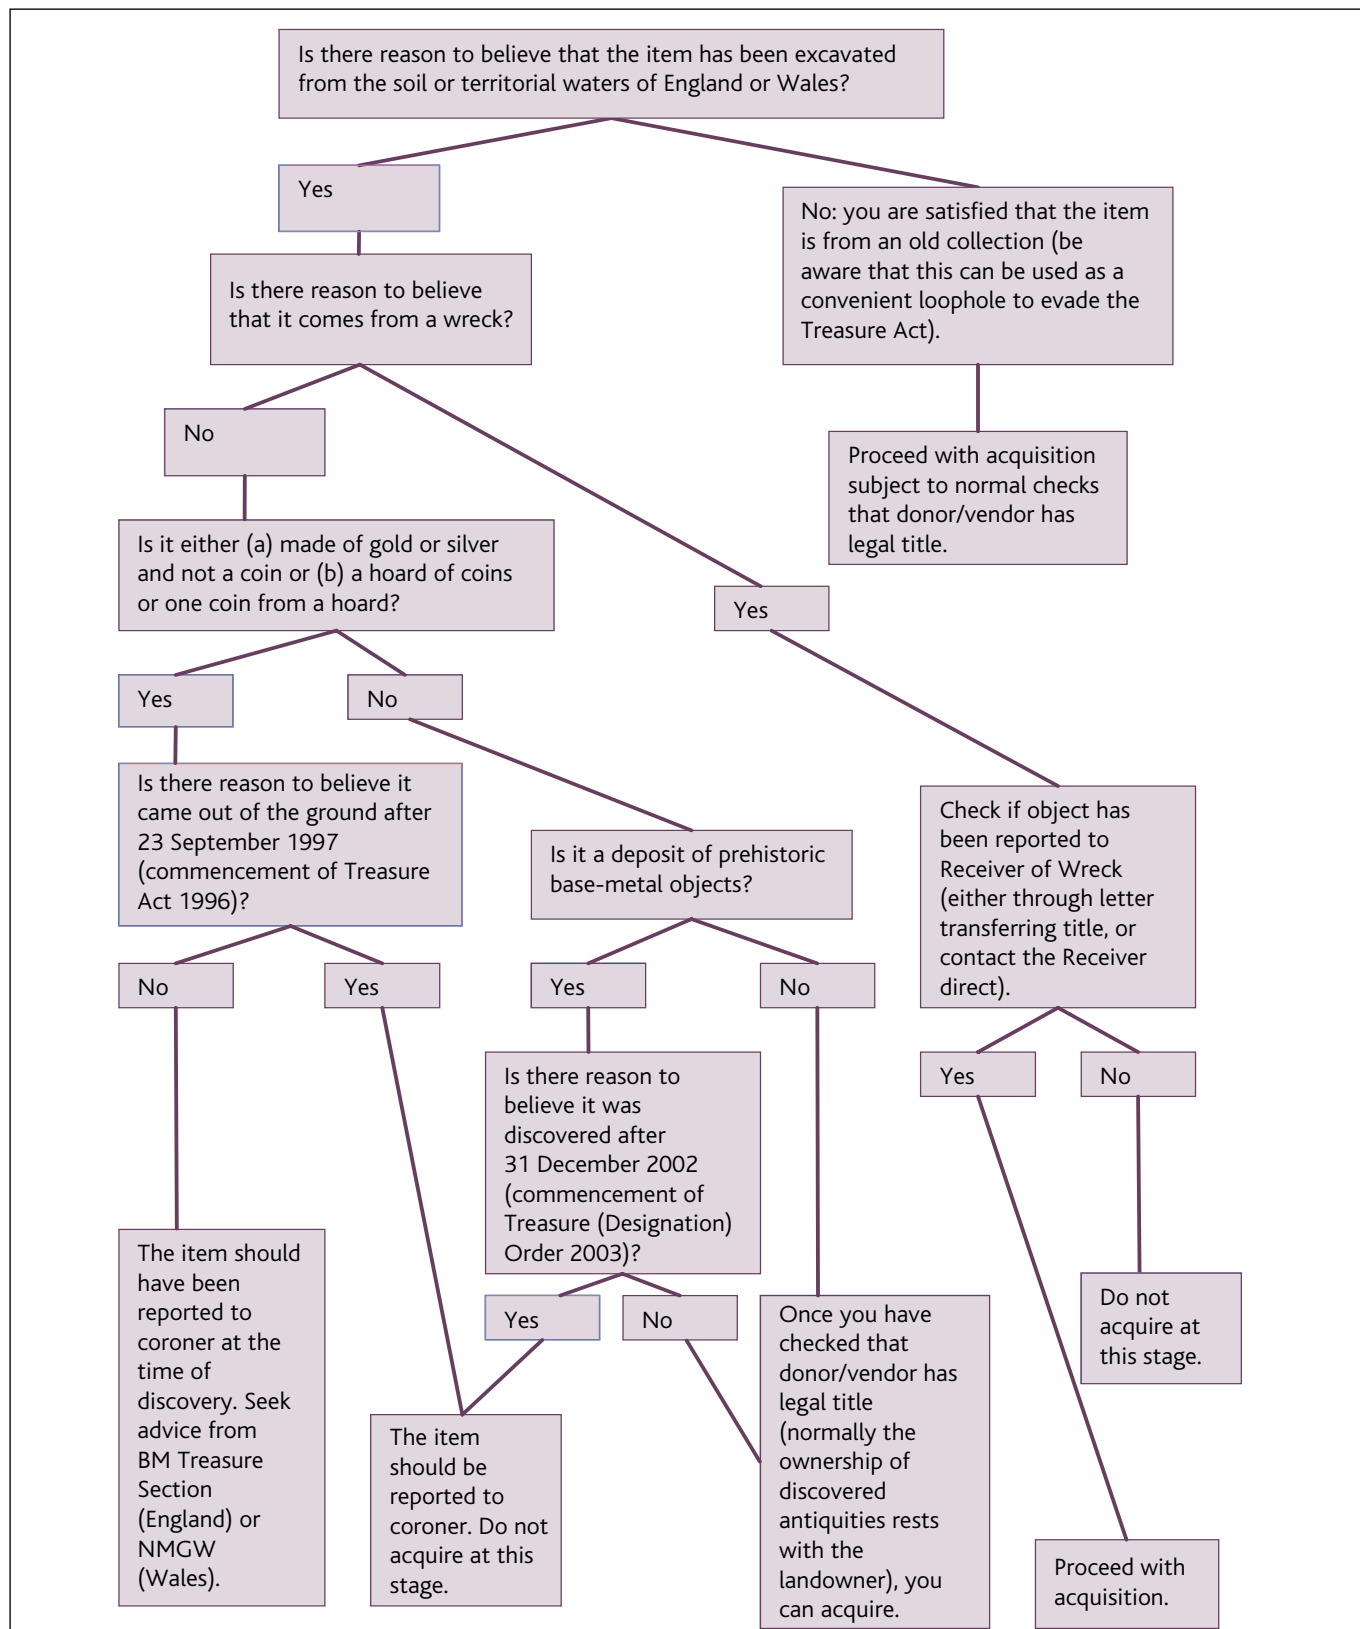 Is there reason to believe that the item has been excavated
from the soil or territorial waters of England or Wales?
Yes
No: you are satisfied that the item
is from an old collection (be
aware that this can be used as a
convenient loophole to evade the
Treasure Act).
Is there reason to believe
that it comes from a wreck?
No
Proceed with acquisition
subject to normal checks
that donor/vendor has
legal title.
Is it either (a) made of gold or silver
and not a coin or (b) a hoard of coins
or one coin from a hoard?
Yes
Yes
No
Is there reason to believe it
came out of the ground after
23 September 1997
(commencement of Treasure
Act 1996)?
Is it a deposit of prehistoric
base-metal objects?
Check if object has
been reported to
Receiver of Wreck
(either through letter
transferring title, or
contact the Receiver
direct).
No
Yes
Yes
No
Is there reason to
believe it was
discovered after
31 December 2002
(commencement of
Treasure (Designation)
Order 2003)?
Yes
No
The item should
have been
reported to
coroner at the
time of
discovery. Seek
advice from
BM Treasure
Section
(England) or
NMGW
(Wales).
Yes
No
The item
should be
reported to
coroner. Do not
acquire at this
stage.
Once you have
checked that
donor/vendor has
legal title
(normally the
ownership of
discovered
antiquities rests
with the
landowner), you
can acquire.
Do not
acquire at
this stage.
Proceed with
acquisition.